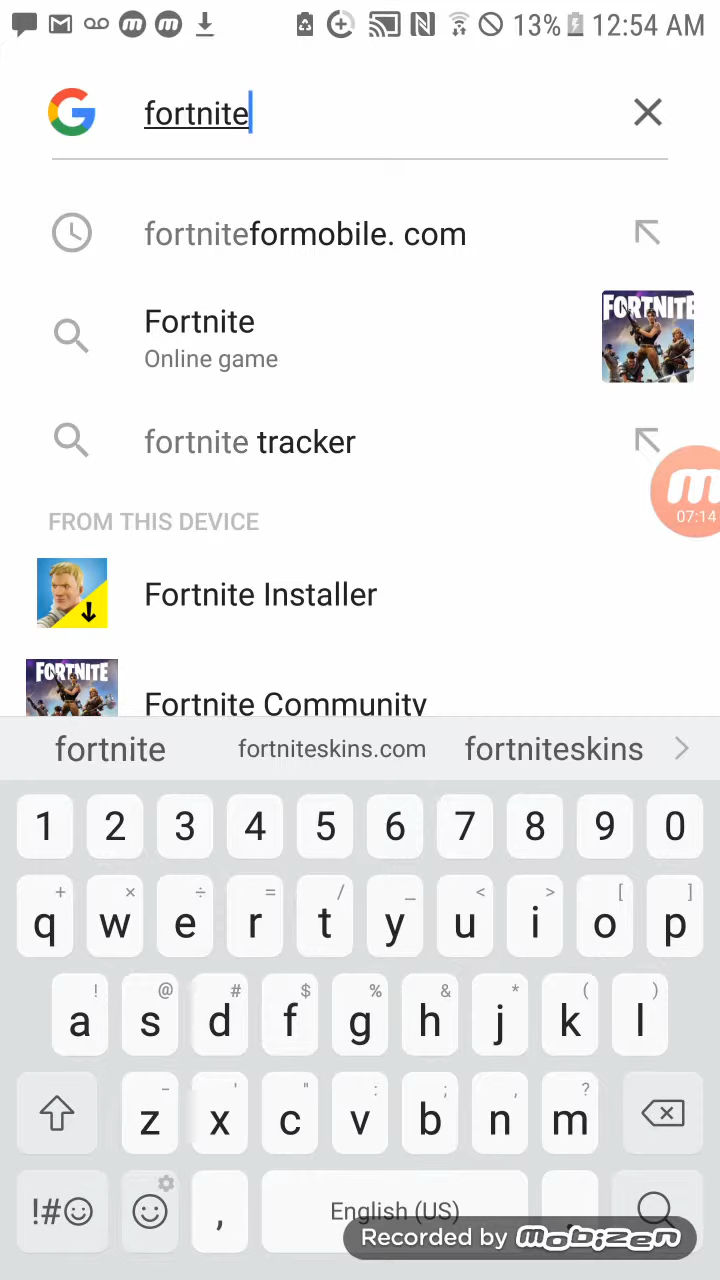 13% 12:54 AM
fortnite
fortniteformobile. com
Fortnite
Online game
FORTNITE
fortnite tracker
07:14
FROM THIS DEVICE
Fortnite Installer
FORTNITE
Fortnite Community
fortnite fortniteskins.com fortniteskins
1 2 3 4 5 6 7 8 9 0
+ × ÷ = / _ < > [ ]
q w e r t y u i o p
! @ # $ % & * ( )
a s d f g h j k l
- ' " : ; , ?
z x c v b n m
!#☺ , English (US) .
Recorded by mobizen